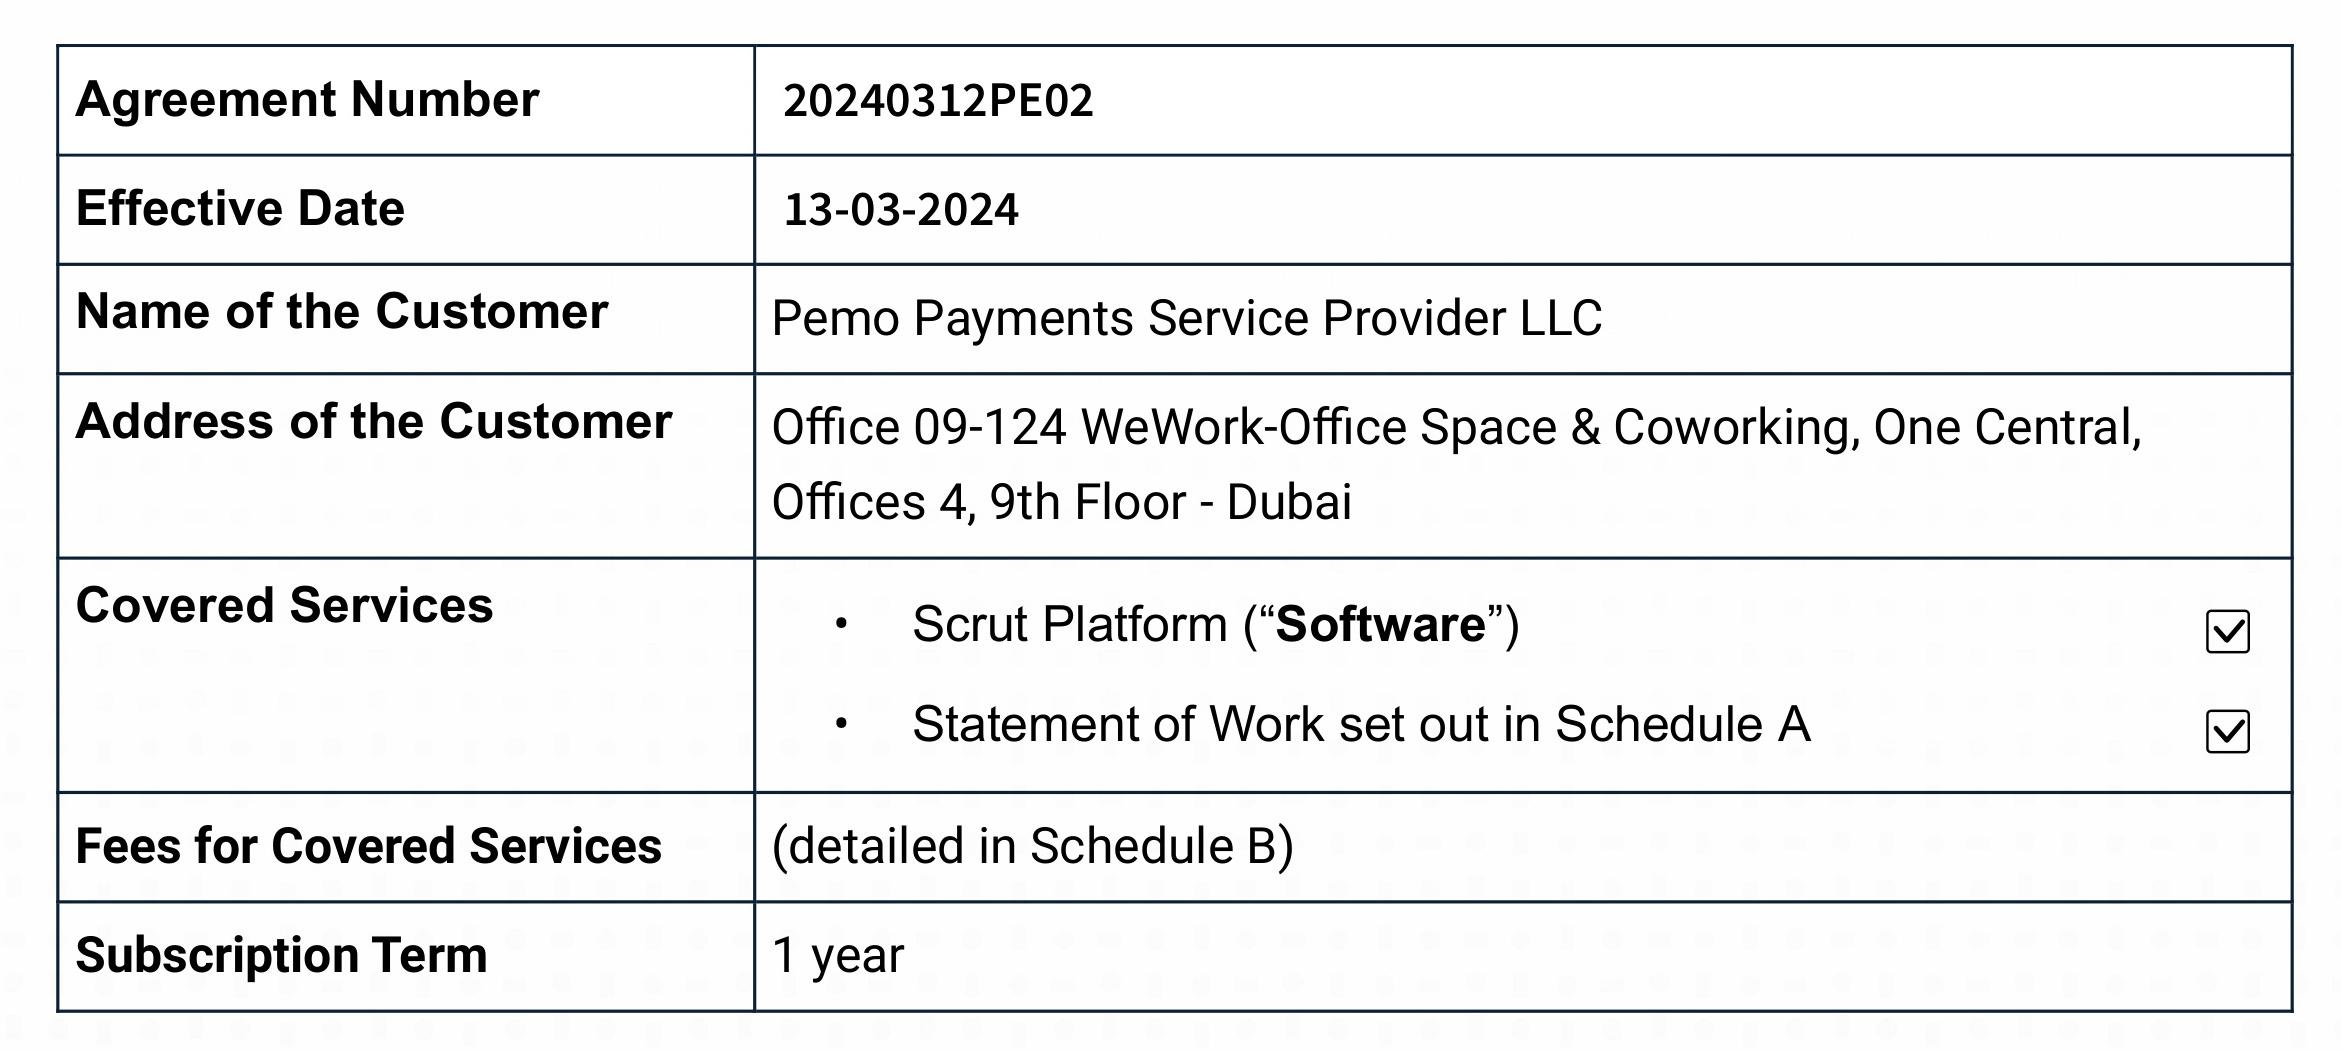 Agreement Number 20240312PE02
Effective Date 13-03-2024
Name of the Customer Pemo Payments Service Provider LLC
Address of the Customer Office 09-124 WeWork-Office Space & Coworking, One Central,
Offices 4, 9th Floor - Dubai
Covered Services • Scrut Platform (“Software”) ☑
• Statement of Work set out in Schedule A ☑
Fees for Covered Services (detailed in Schedule B)
Subscription Term 1 year